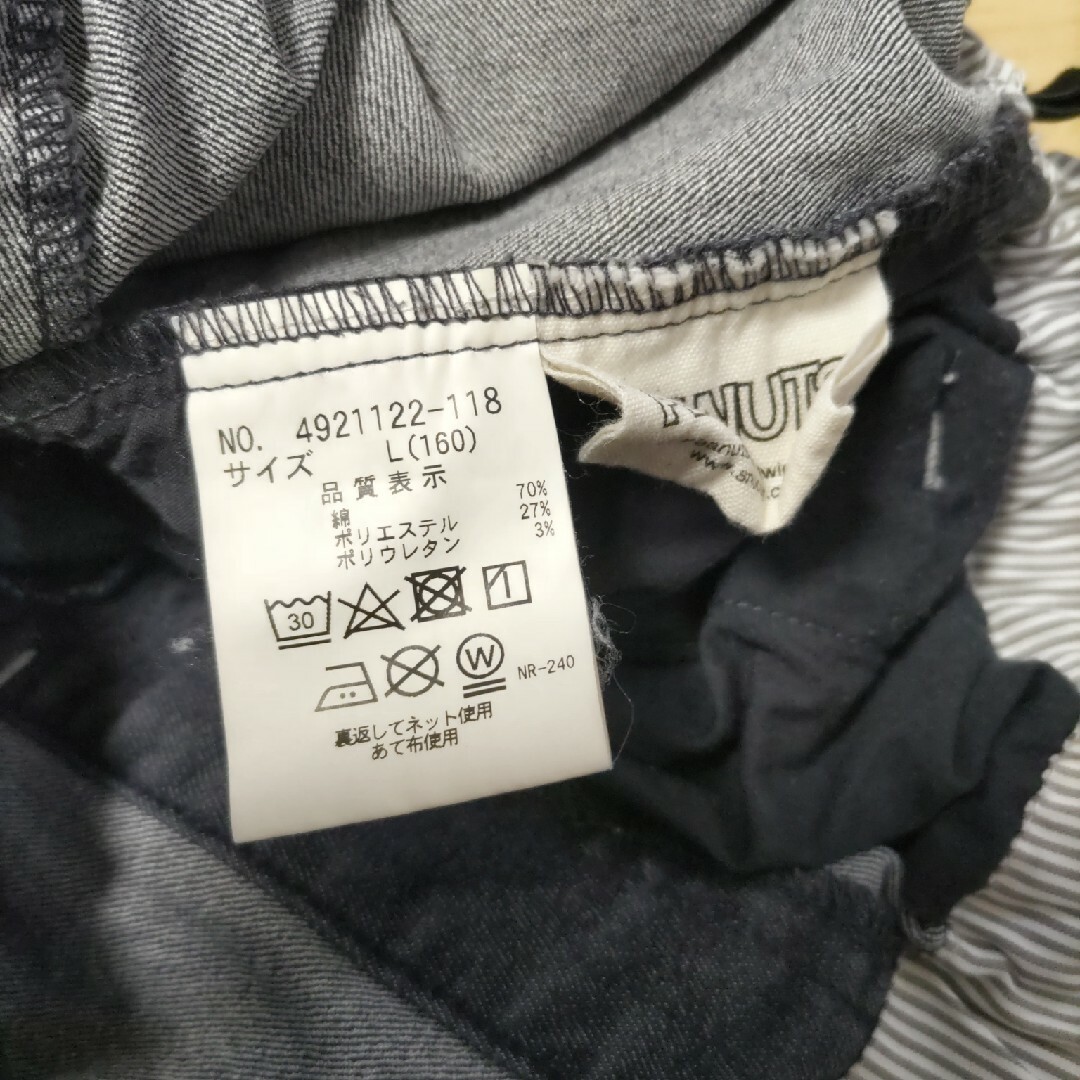 NO. 4921122-118
サイズ L(160)
品質表示
綿 70%
ポリエステル 27%
ポリウレタン 3%
30
W
NR-240
裏返してネット使用
あて布使用